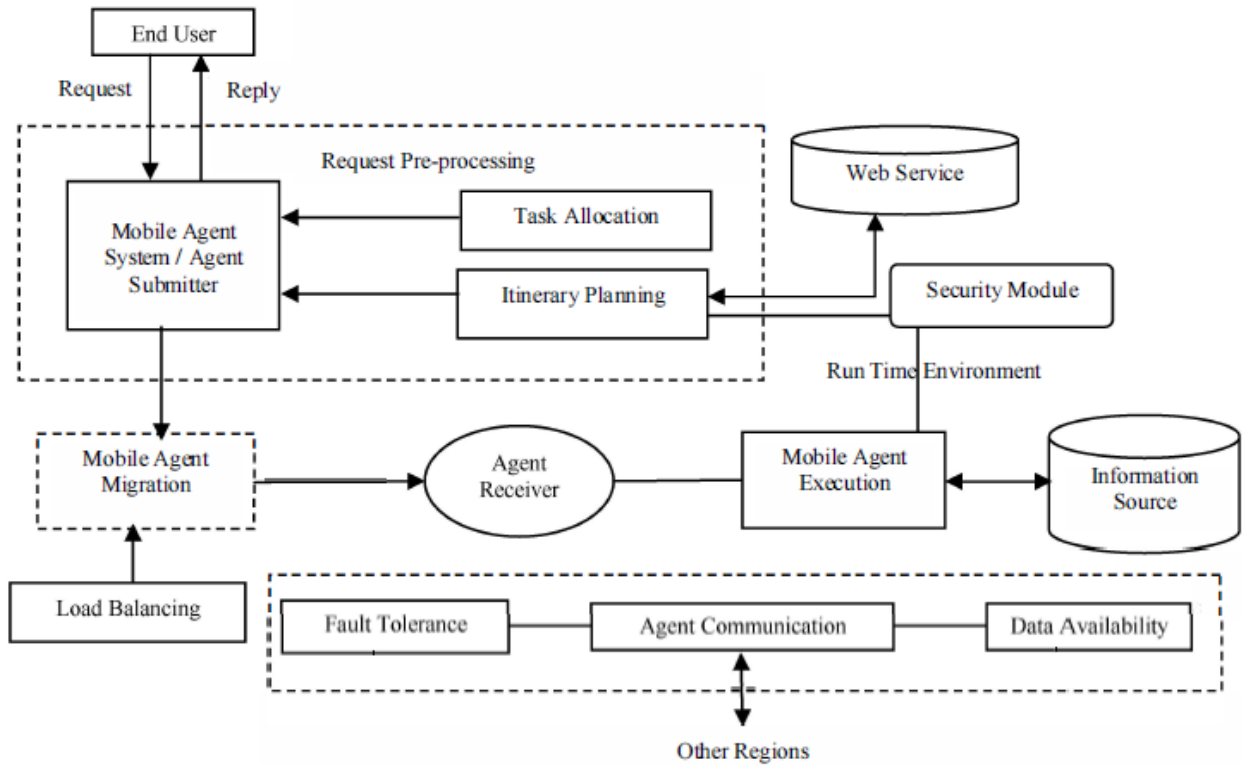 End User
Request
Reply
Request Pre-processing
Web Service
Task Allocation
Mobile Agent
System / Agent
Submitter
Itinerary Planning
Security Module
Run Time Environment
Mobile Agent
Migration
Agent
Receiver
Mobile Agent
Execution
Information
Source
Load Balancing
Fault Tolerance
Agent Communication
Data Availability
Other Regions